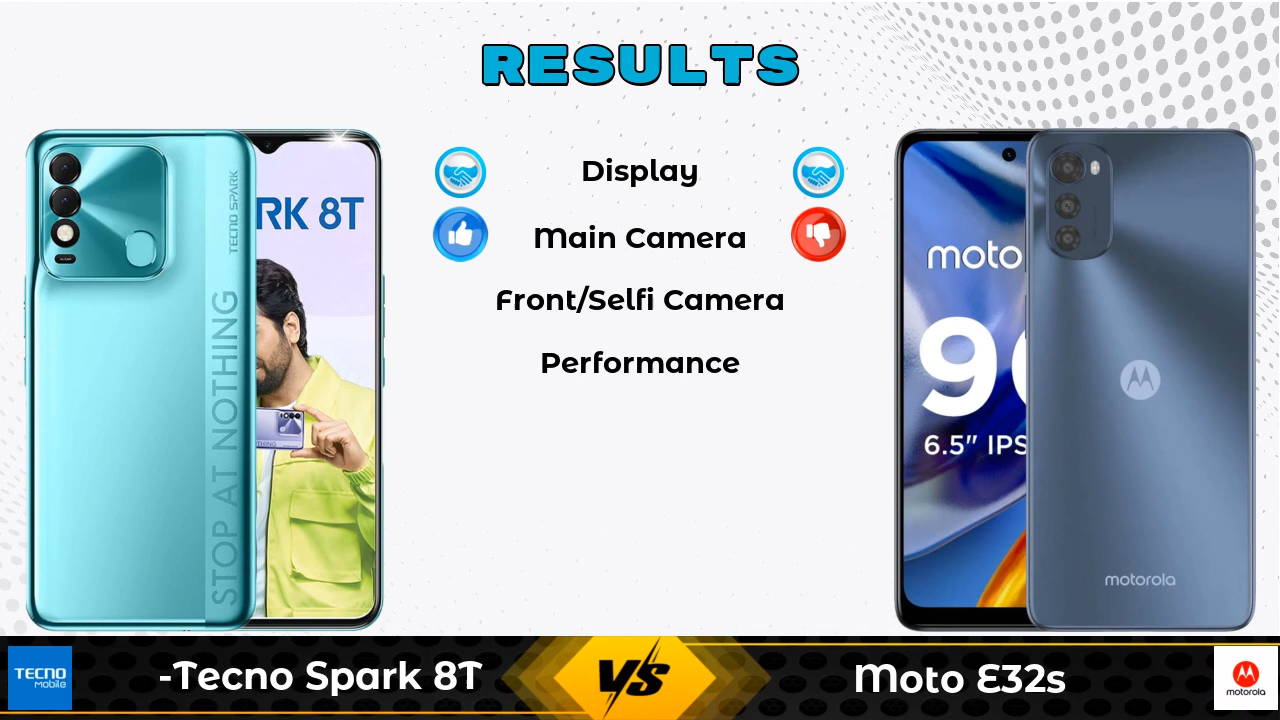 RESULTS
Display
Main Camera
Front/Selfi Camera
Performance
TECNO SPARK
STOP AT NOTHING
RK 8T
THING
moto
90
6.5" IPS
motorola
TECNO
mobile
-Tecno Spark 8T
VS
Moto E32s
motorola